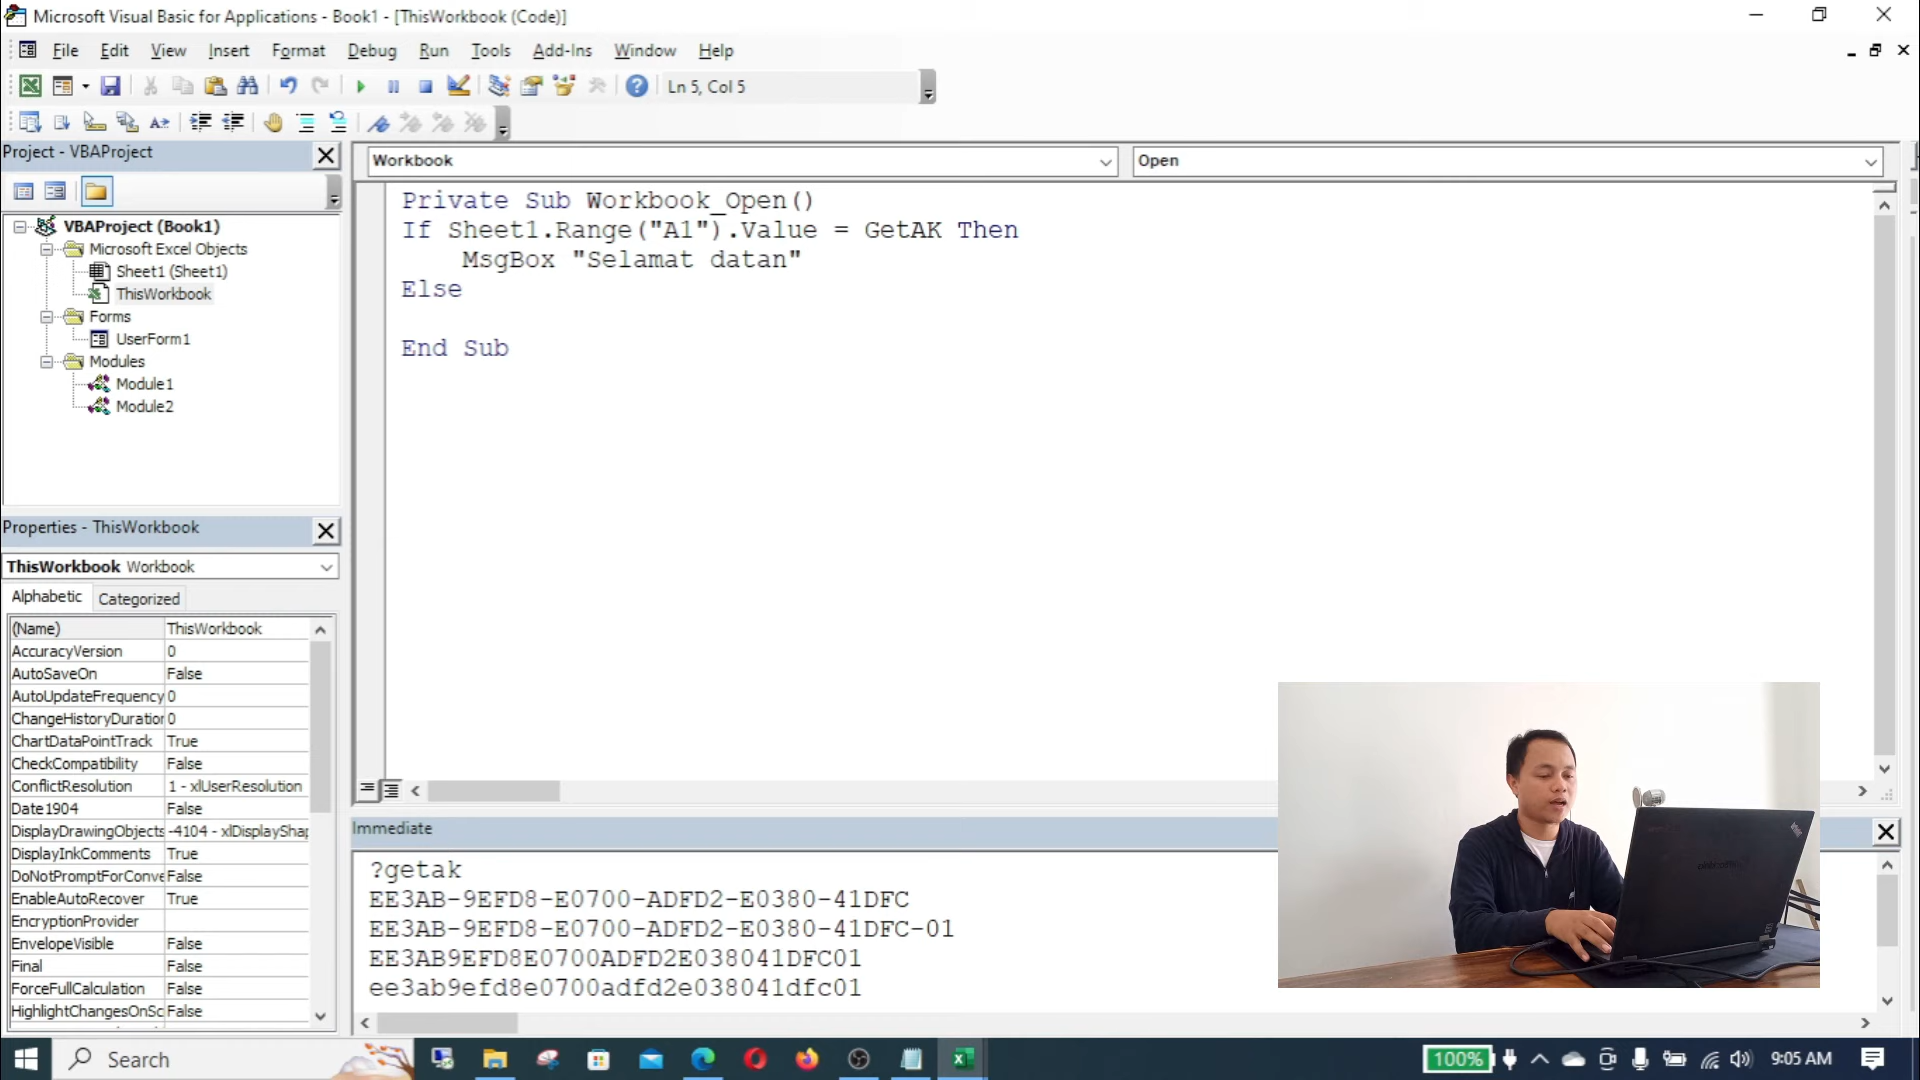 Microsoft Visual Basic for Applications - Book1 - [ThisWorkbook (Code)]
File Edit View Insert Format Debug Run Tools Add-Ins Window Help
Ln 5, Col 5
Project - VBAProject
VBAProject (Book1)
Microsoft Excel Objects
Sheet1 (Sheet1)
ThisWorkbook
Forms
UserForm1
Modules
Module1
Module2
Workbook
Open
Private Sub Workbook_Open()
If Sheet1.Range("A1").Value = GetAK Then
MsgBox "Selamat datan"
Else
End Sub
Properties - ThisWorkbook
ThisWorkbook Workbook
Alphabetic Categorized
(Name) ThisWorkbook
AccuracyVersion 0
AutoSaveOn False
AutoUpdateFrequency 0
ChangeHistoryDuration 0
ChartDataPointTrack True
CheckCompatibility False
ConflictResolution 1 - xlUserResolution
Date1904 False
DisplayDrawingObjects -4104 - xlDisplayShap
DisplayInkComments True
DoNotPromptForConve False
EnableAutoRecover True
EncryptionProvider
EnvelopeVisible False
Final False
ForceFullCalculation False
HighlightChangesOnSc False
Immediate
?getak
EE3AB-9EFD8-E0700-ADFD2-E0380-41DFC
EE3AB-9EFD8-E0700-ADFD2-E0380-41DFC-01
EE3AB9EFD8E0700ADFD2E038041DFC01
ee3ab9efd8e0700adfd2e038041dfc01
Search
100%
9:05 AM